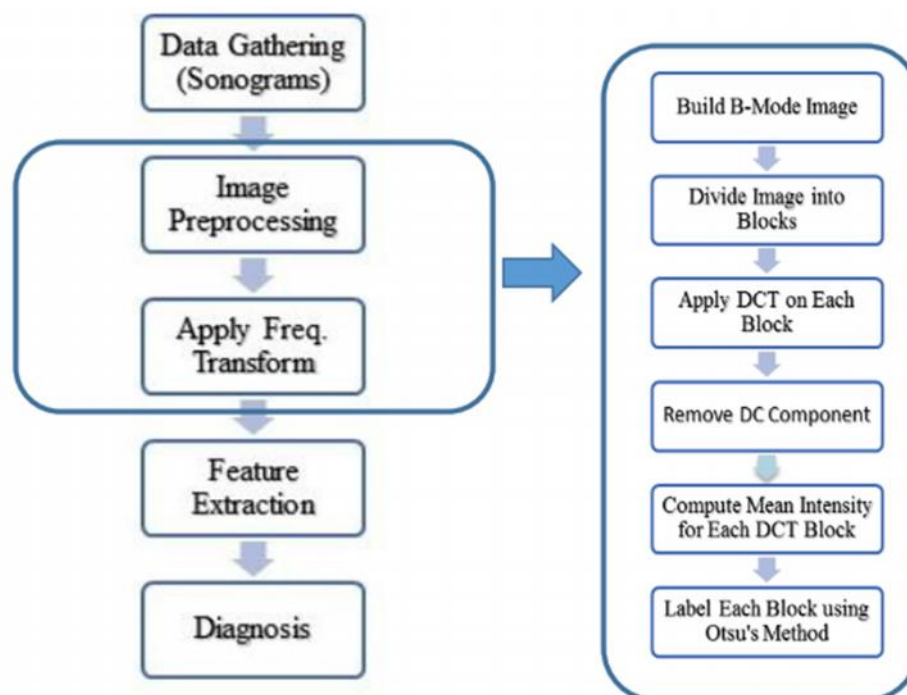 Data Gathering
(Sonograms)
Image
Preprocessing
Apply Freq.
Transform
Feature
Extraction
Diagnosis
Build B-Mode Image
Divide Image into
Blocks
Apply DCT on Each
Block
Remove DC Component
Compute Mean Intensity
for Each DCT Block
Label Each Block using
Otsu's Method